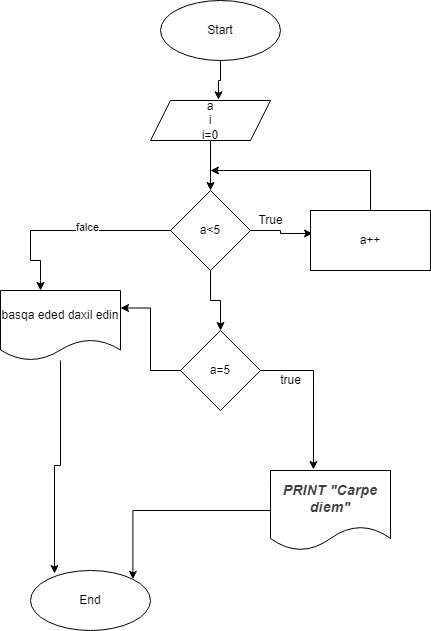 Start
a
i
i=0
a<5
True
falce
a++
basqa eded daxil edin
a=5
true
PRINT "Carpe
diem"
End